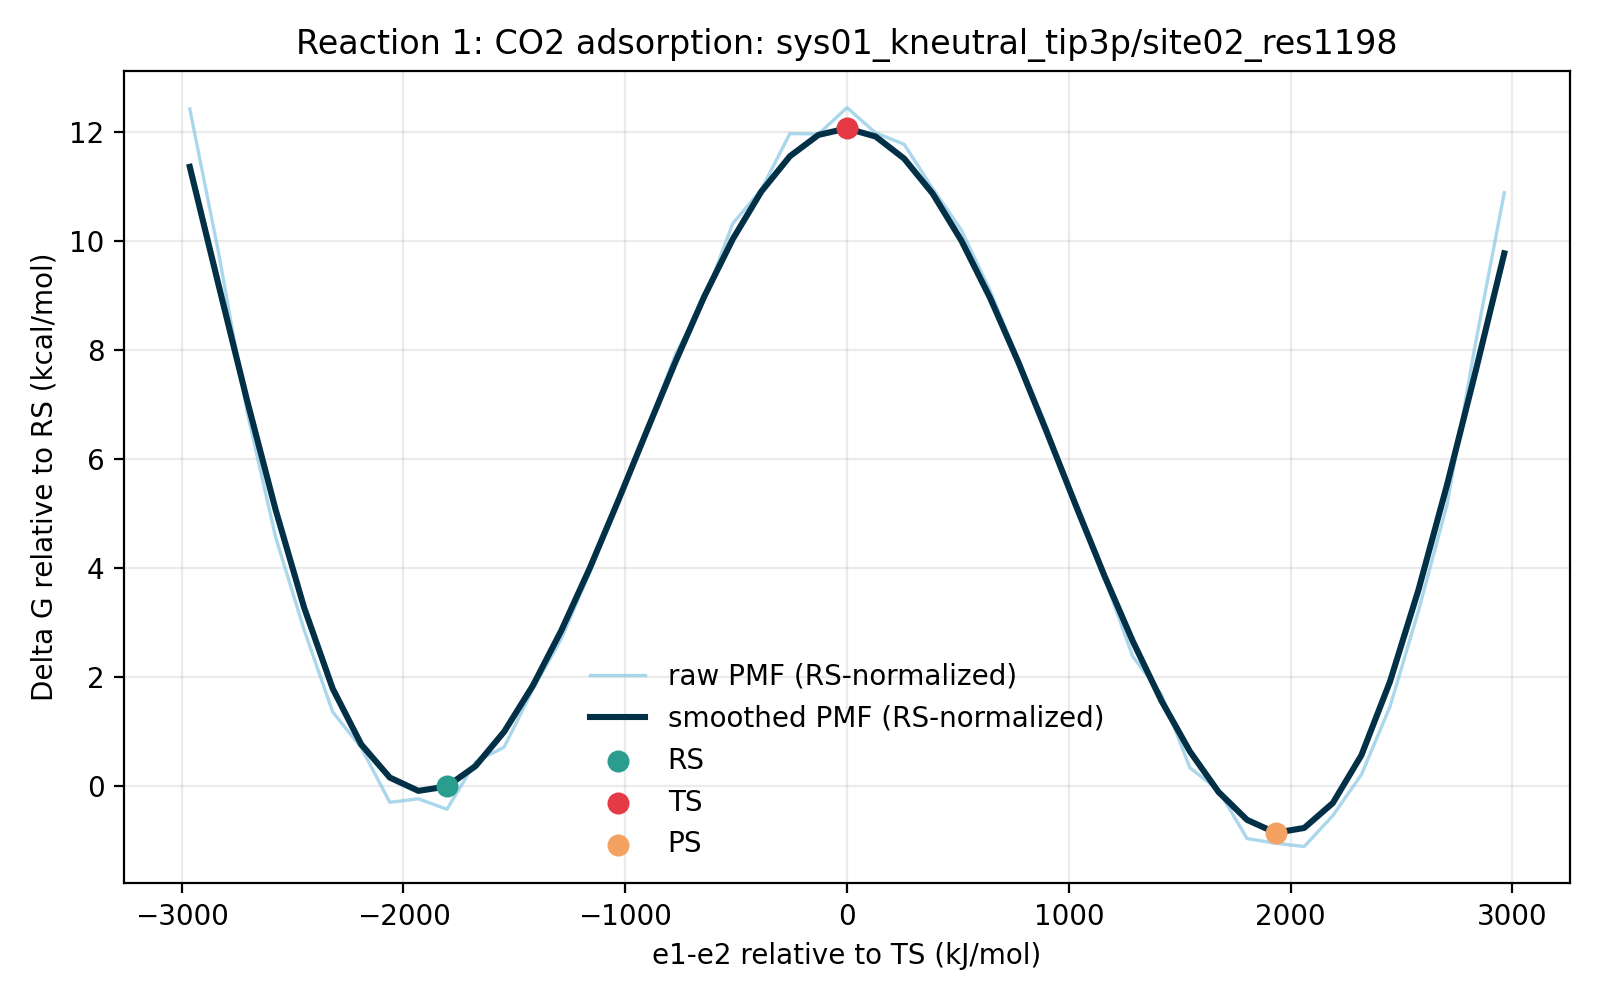 Reaction 1: CO2 adsorption: sys01_kneutral_tip3p/site02_res1198
Delta G relative to RS (kcal/mol)
12
10
8
6
4
2
0
raw PMF (RS-normalized)
smoothed PMF (RS-normalized)
RS
TS
PS
−3000 −2000 −1000 0 1000 2000 3000
e1-e2 relative to TS (kJ/mol)